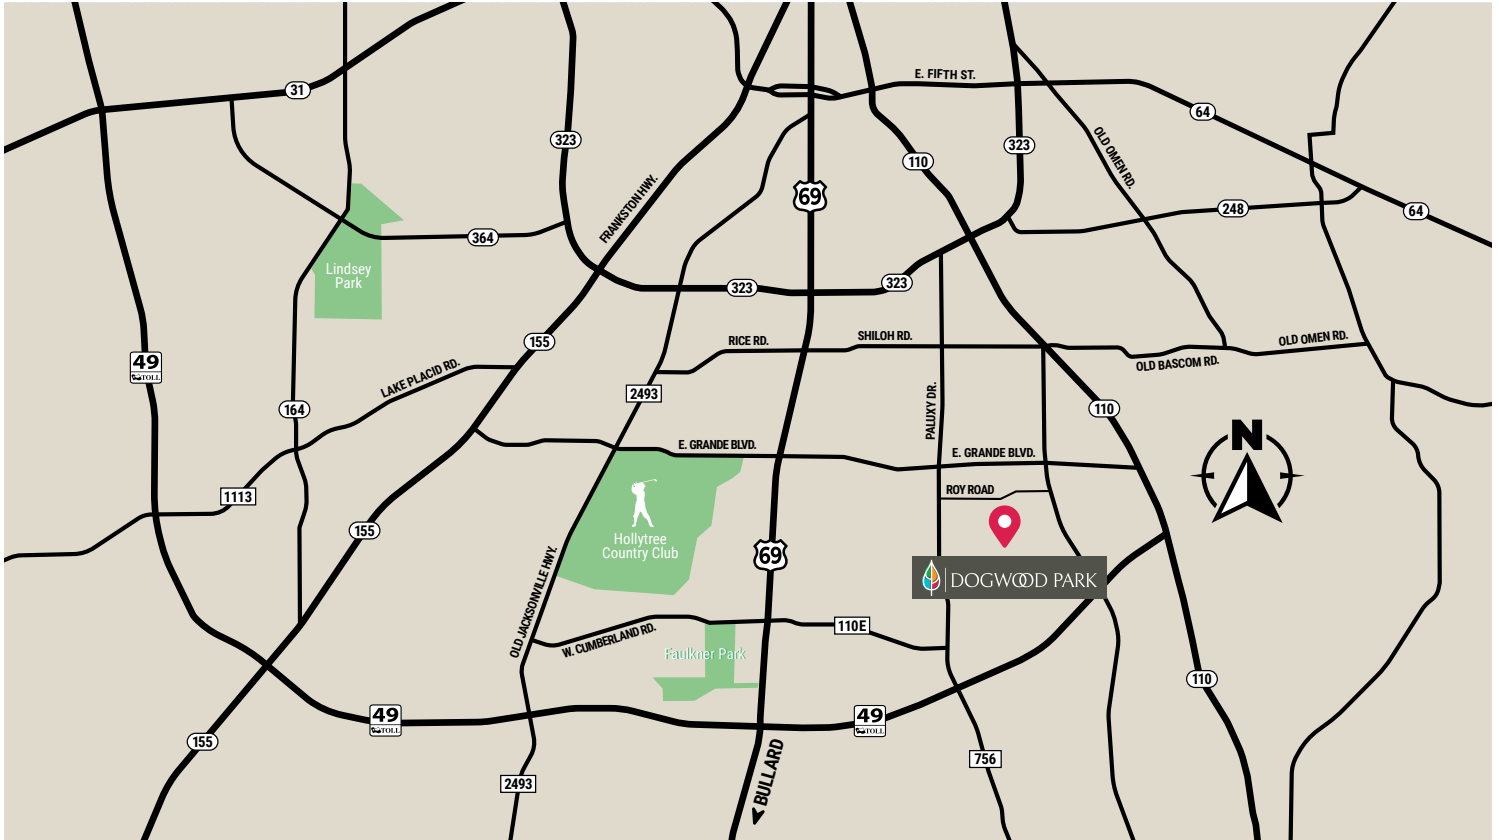 E. FIFTH ST.
31
64
323
323
110
OLD OMEN RD.
FRANKSTON HWY.
69
248
64
364
Lindsey
Park
323
323
RICE RD.
SHILOH RD.
OLD OMEN RD.
155
OLD BASCOM RD.
49
TOLL
LAKE PLACID RD.
2493
PALUXY DR.
164
110
N
E. GRANDE BLVD.
E. GRANDE BLVD.
1113
ROY ROAD
155
Hollytree
Country Club
69
DOGWOOD PARK
OLD JACKSONVILLE HWY.
W. CUMBERLAND RD.
110E
Faulkner Park
110
49
TOLL
49
TOLL
155
756
BULLARD
2493